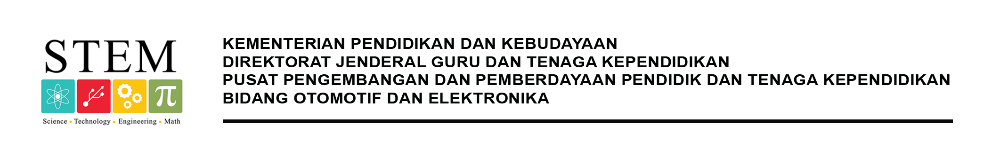 STEM
π
Science • Technology • Engineering • Math
KEMENTERIAN PENDIDIKAN DAN KEBUDAYAAN
DIREKTORAT JENDERAL GURU DAN TENAGA KEPENDIDIKAN
PUSAT PENGEMBANGAN DAN PEMBERDAYAAN PENDIDIK DAN TENAGA KEPENDIDIKAN
BIDANG OTOMOTIF DAN ELEKTRONIKA